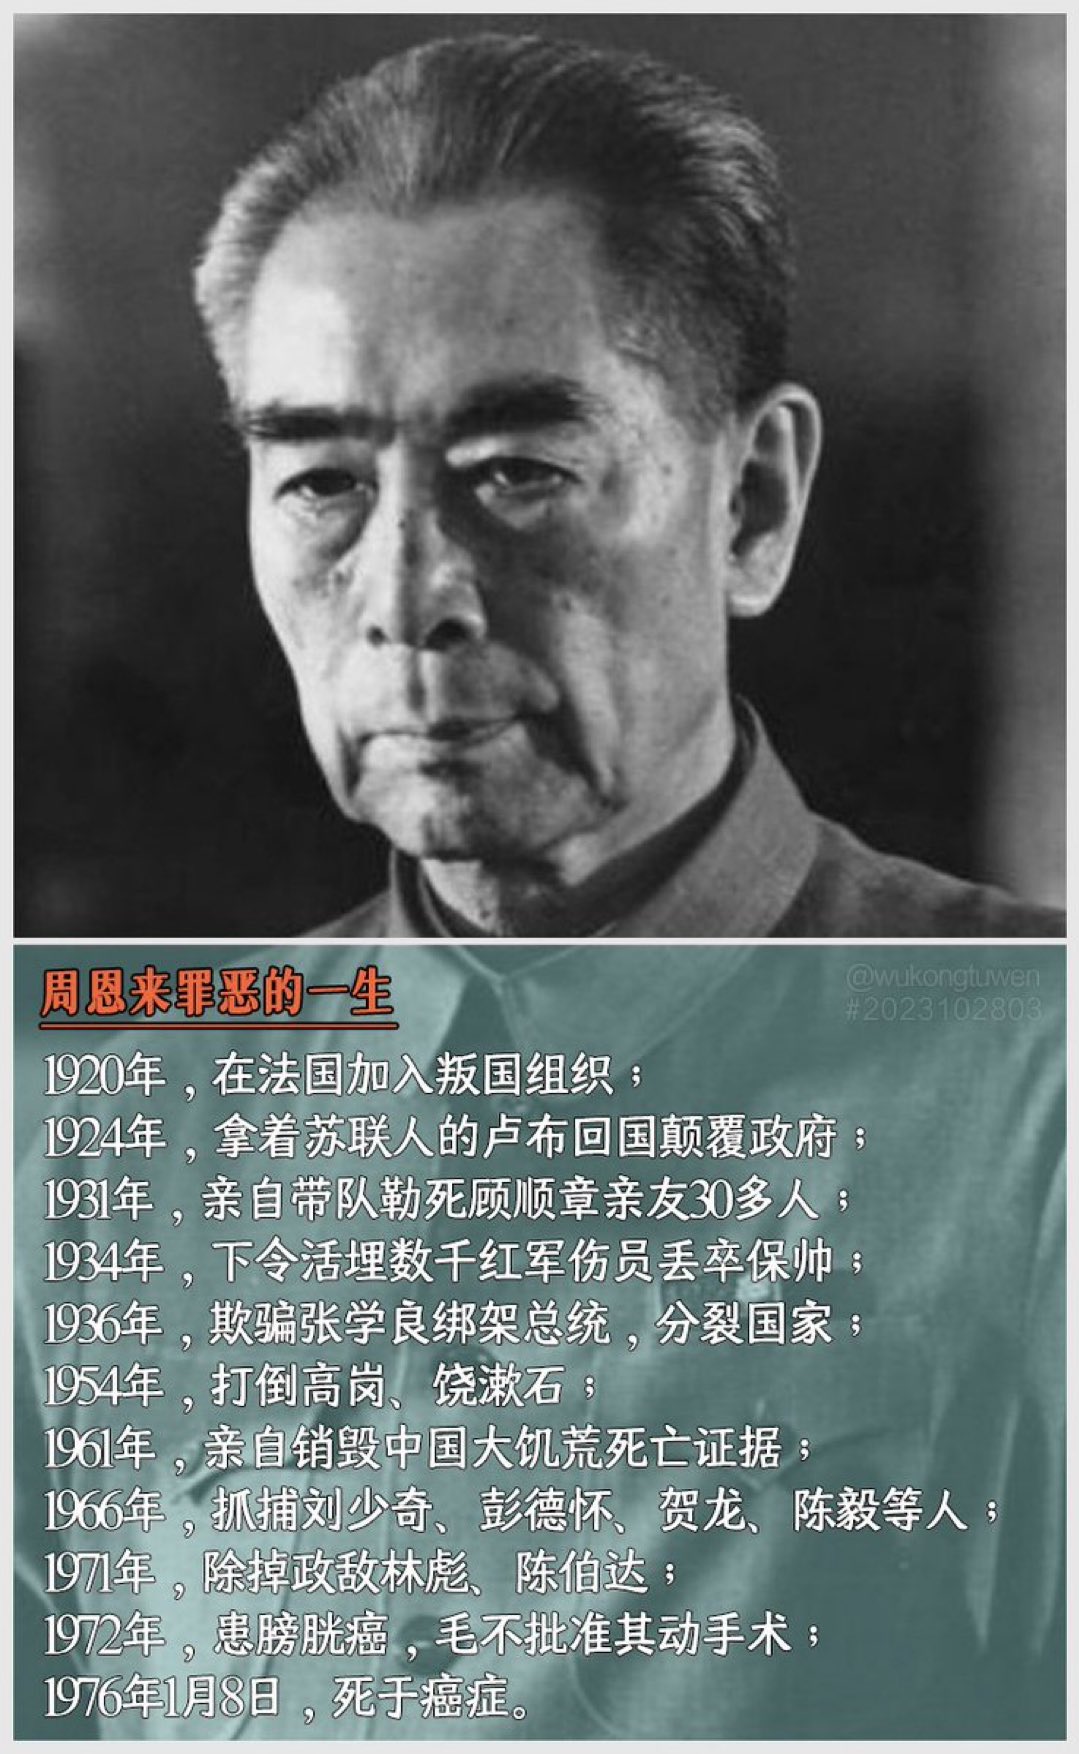 周恩来罪恶的一生
@wukongtuwen
#2023102803
1920年，在法国加入叛国组织；
1924年，拿着苏联人的卢布回国颠覆政府；
1931年，亲自带队勒死顾顺章亲友30多人；
1934年，下令活埋数千红军伤员丢卒保帅；
1936年，欺骗张学良绑架总统，分裂国家；
1954年，打倒高岗、饶漱石；
1961年，亲自销毁中国大饥荒死亡证据；
1966年，抓捕刘少奇、彭德怀、贺龙、陈毅等人；
1971年，除掉政敌林彪、陈伯达；
1972年，患膀胱癌，毛不批准其动手术；
1976年1月8日，死于癌症。